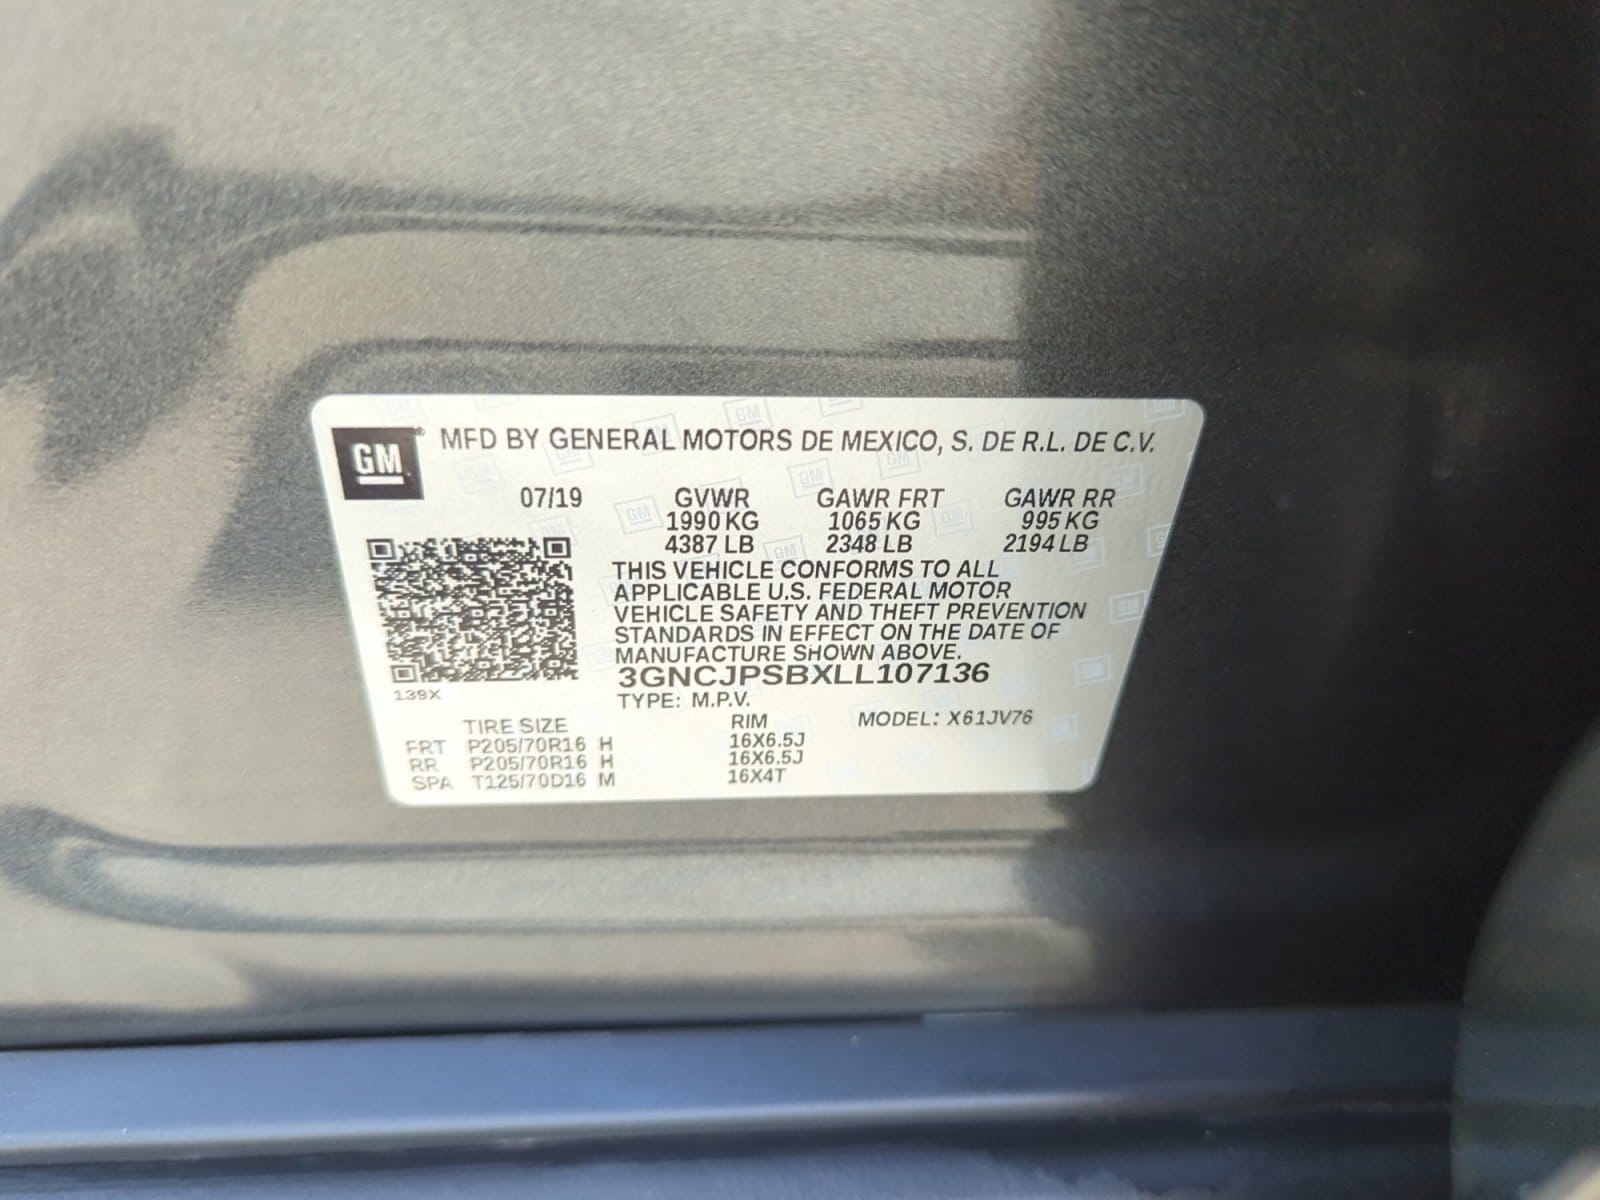 GM ® MFD BY GENERAL MOTORS DE MEXICO, S. DE R.L. DE C.V.
07/19 GVWR GAWR FRT GAWR RR
1990 KG 1065 KG 995 KG
4387 LB 2348 LB 2194 LB
THIS VEHICLE CONFORMS TO ALL
APPLICABLE U.S. FEDERAL MOTOR
VEHICLE SAFETY AND THEFT PREVENTION
STANDARDS IN EFFECT ON THE DATE OF
MANUFACTURE SHOWN ABOVE.
3GNCJPSBXLL107136
139X
TYPE: M.P.V.
TIRE SIZE RIM MODEL: X61JV76
FRT P205/70R16 H 16X6.5J
RR P205/70R16 H 16X6.5J
SPA T125/70D16 M 16X4T